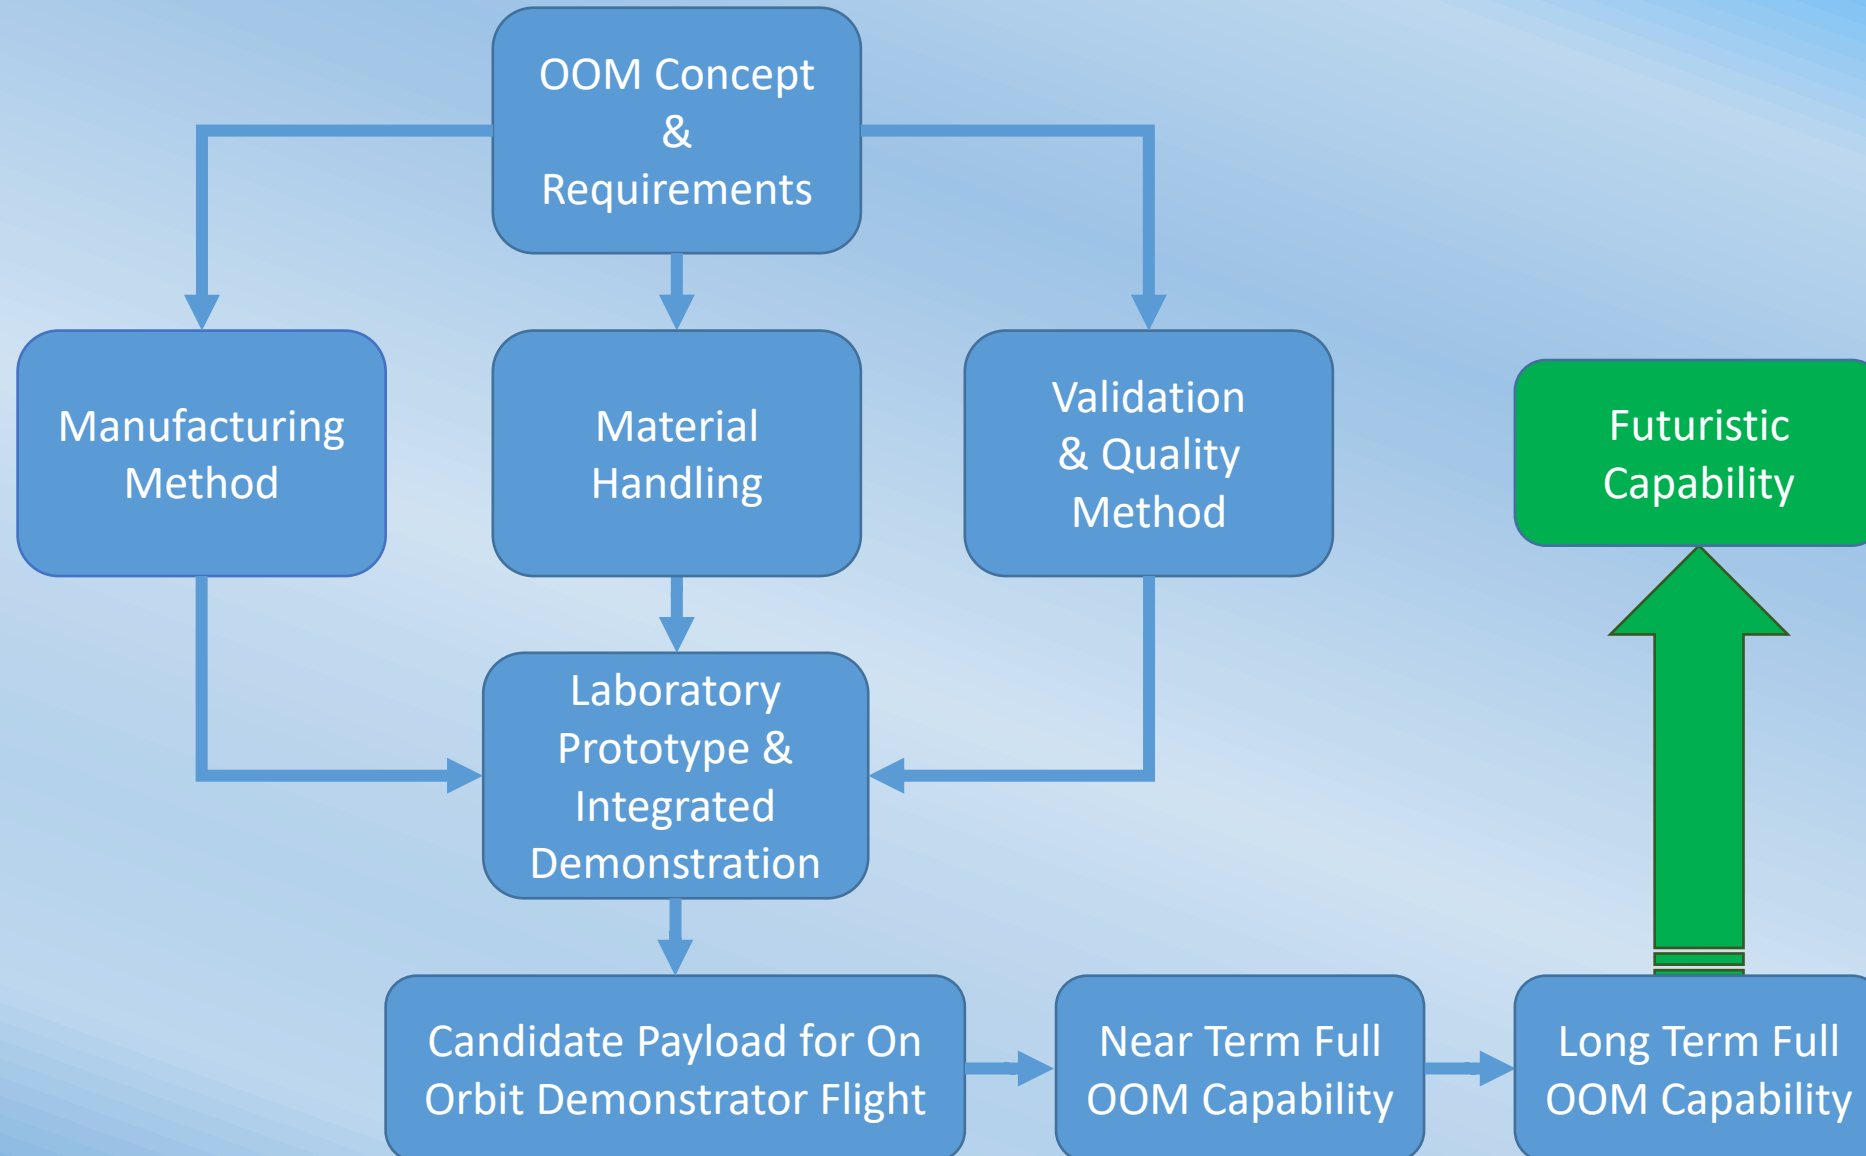 OOM Concept
&
Requirements
Manufacturing
Method
Material
Handling
Validation
& Quality
Method
Futuristic
Capability
Laboratory
Prototype &
Integrated
Demonstration
Candidate Payload for On
Orbit Demonstrator Flight
Near Term Full
OOM Capability
Long Term Full
OOM Capability